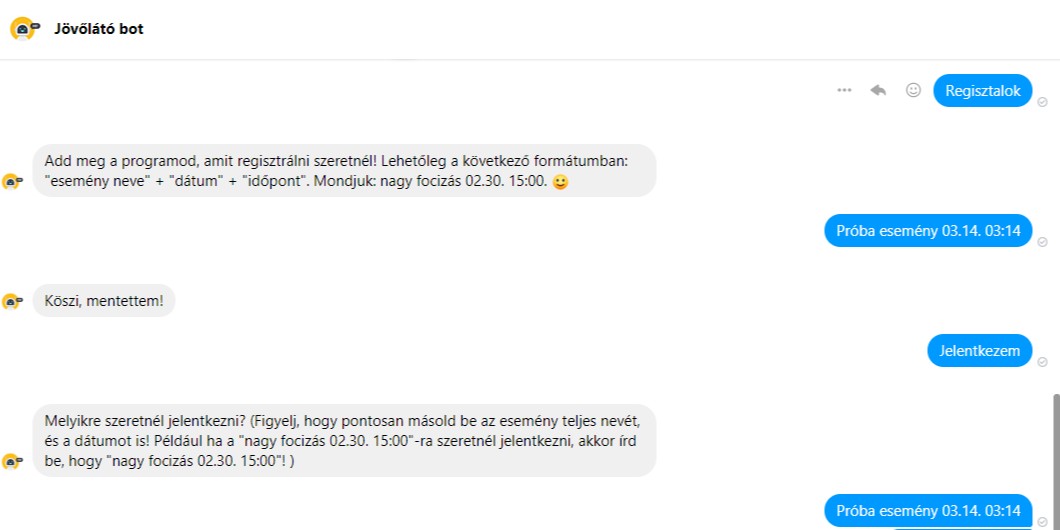 Jövőlátó bot
Regisztalok
Add meg a programod, amit regisztrálni szeretnél! Lehetőleg a következő formátumban:
"esemény neve" + "dátum" + "időpont". Mondjuk: nagy focizás 02.30. 15:00. 😀
Próba esemény 03.14. 03:14
Köszi, mentettem!
Jelentkezem
Melyikre szeretnél jelentkezni? (Figyelj, hogy pontosan másold be az esemény teljes nevét,
és a dátumot is! Például ha a "nagy focizás 02.30. 15:00"-ra szeretnél jelentkezni, akkor írd
be, hogy "nagy focizás 02.30. 15:00"! )
Próba esemény 03.14. 03:14